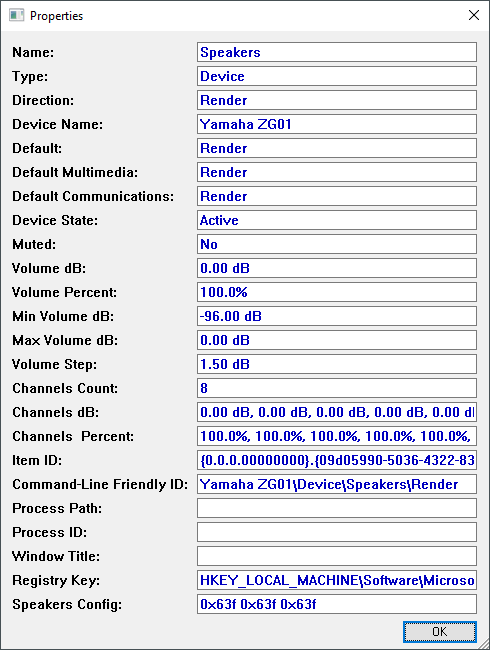 Properties
Name: Speakers
Type: Device
Direction: Render
Device Name: Yamaha ZG01
Default: Render
Default Multimedia: Render
Default Communications: Render
Device State: Active
Muted: No
Volume dB: 0.00 dB
Volume Percent: 100.0%
Min Volume dB: -96.00 dB
Max Volume dB: 0.00 dB
Volume Step: 1.50 dB
Channels Count: 8
Channels dB: 0.00 dB, 0.00 dB, 0.00 dB, 0.00 dB, 0.00 dB
Channels  Percent: 100.0%, 100.0%, 100.0%, 100.0%, 100.0%,
Item ID: {0.0.0.00000000}.{09d05990-5036-4322-83
Command-Line Friendly ID: Yamaha ZG01\Device\Speakers\Render
Process Path:
Process ID:
Window Title:
Registry Key: HKEY_LOCAL_MACHINE\Software\Microso
Speakers Config: 0x63f 0x63f 0x63f
OK